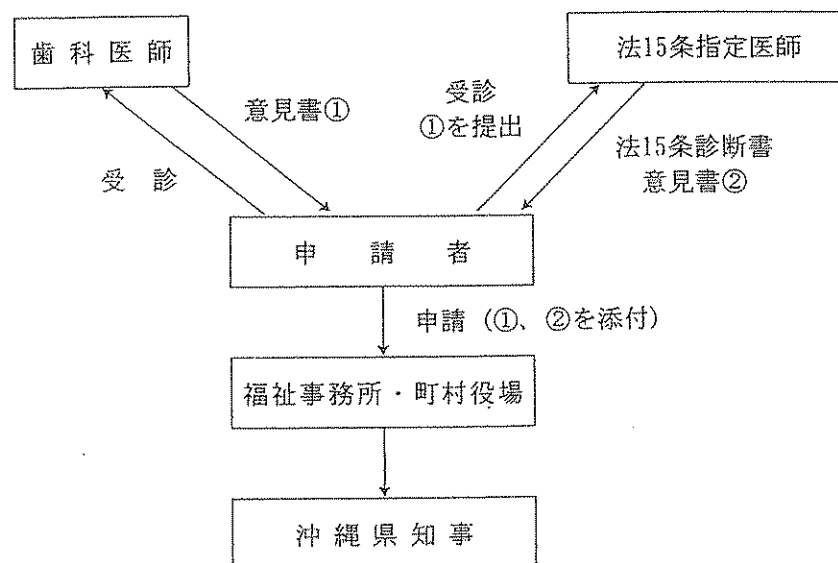 歯科医師
法15条指定医師
意見書①
受診
①を提出
法15条診断書
意見書②
受診
申請者
申請（①、②を添付）
福祉事務所・町村役場
沖縄県知事